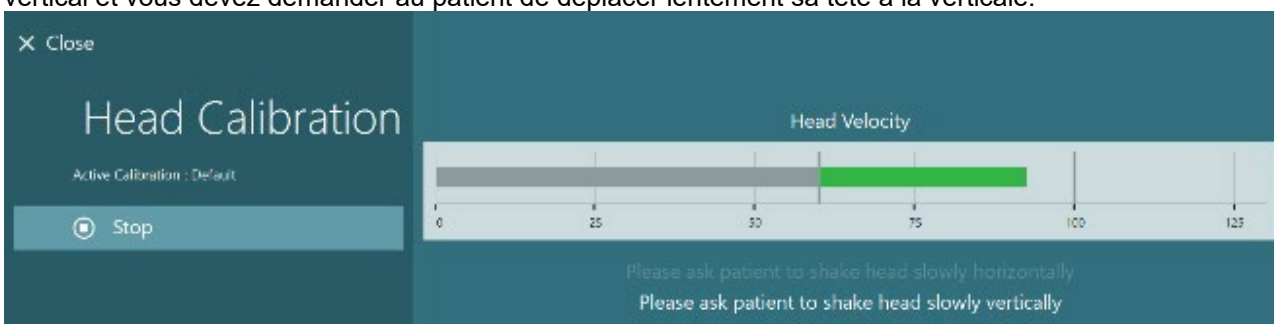 vertical et vous devez demander au patient de déplacer lentement sa tête à la verticale.
Close
Head Calibration
Head Velocity
Active Calibration : Default
0 25 50 75 100 125
Stop
Please ask patient to shake head slowly horizontally
Please ask patient to shake head slowly vertically